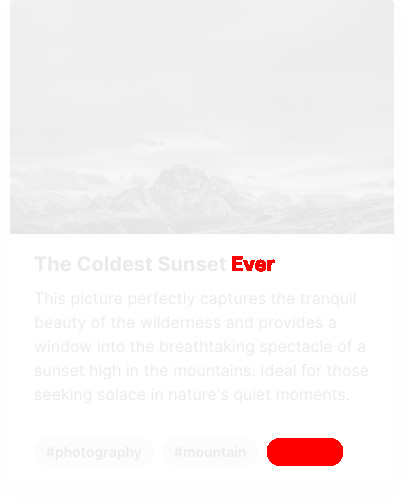 The Coldest Sunset Ever
This picture perfectly captures the tranquil
beauty of the wilderness and provides a
window into the breathtaking spectacle of a
sunset high in the mountains. Ideal for those
seeking solace in nature's quiet moments.
#photography #mountain